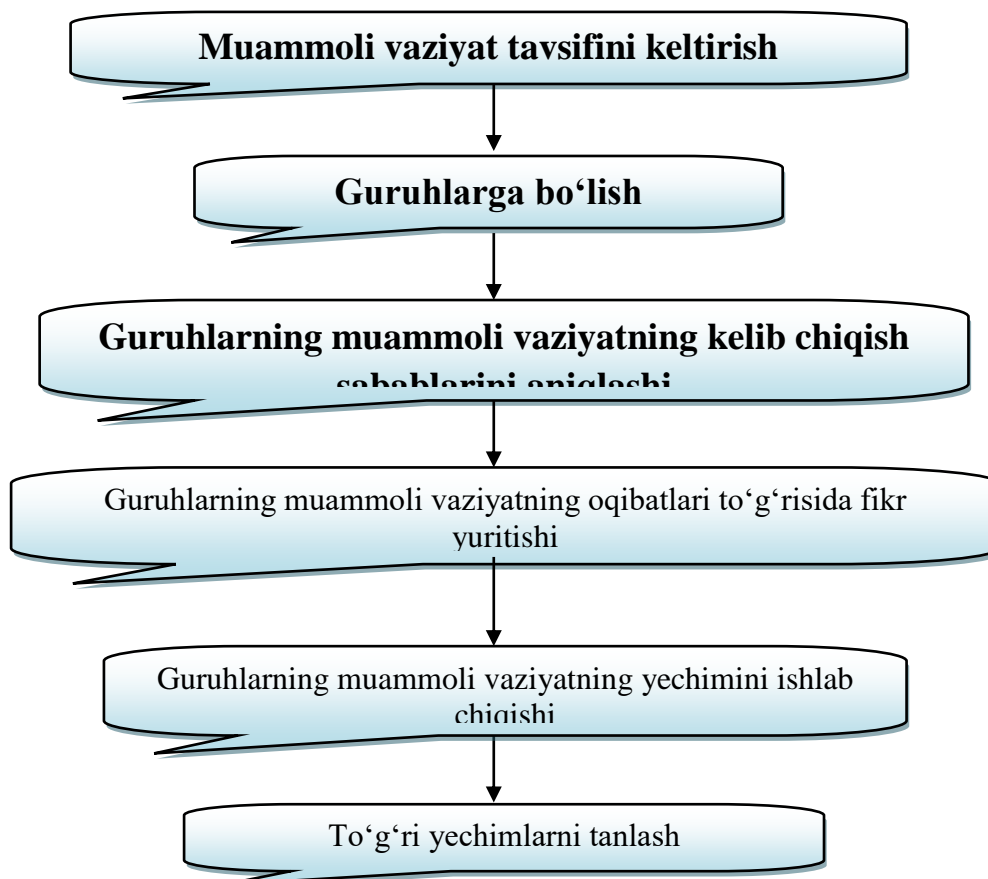 Muammoli vaziyat tavsifini keltirish
Guruhlarga bo‘lish
Guruhlarning muammoli vaziyatning kelib chiqish
sabablarini aniqlashi
Guruhlarning muammoli vaziyatning oqibatlari to‘g‘risida fikr
yuritishi
Guruhlarning muammoli vaziyatning yechimini ishlab
chiqishi
To‘g‘ri yechimlarni tanlash